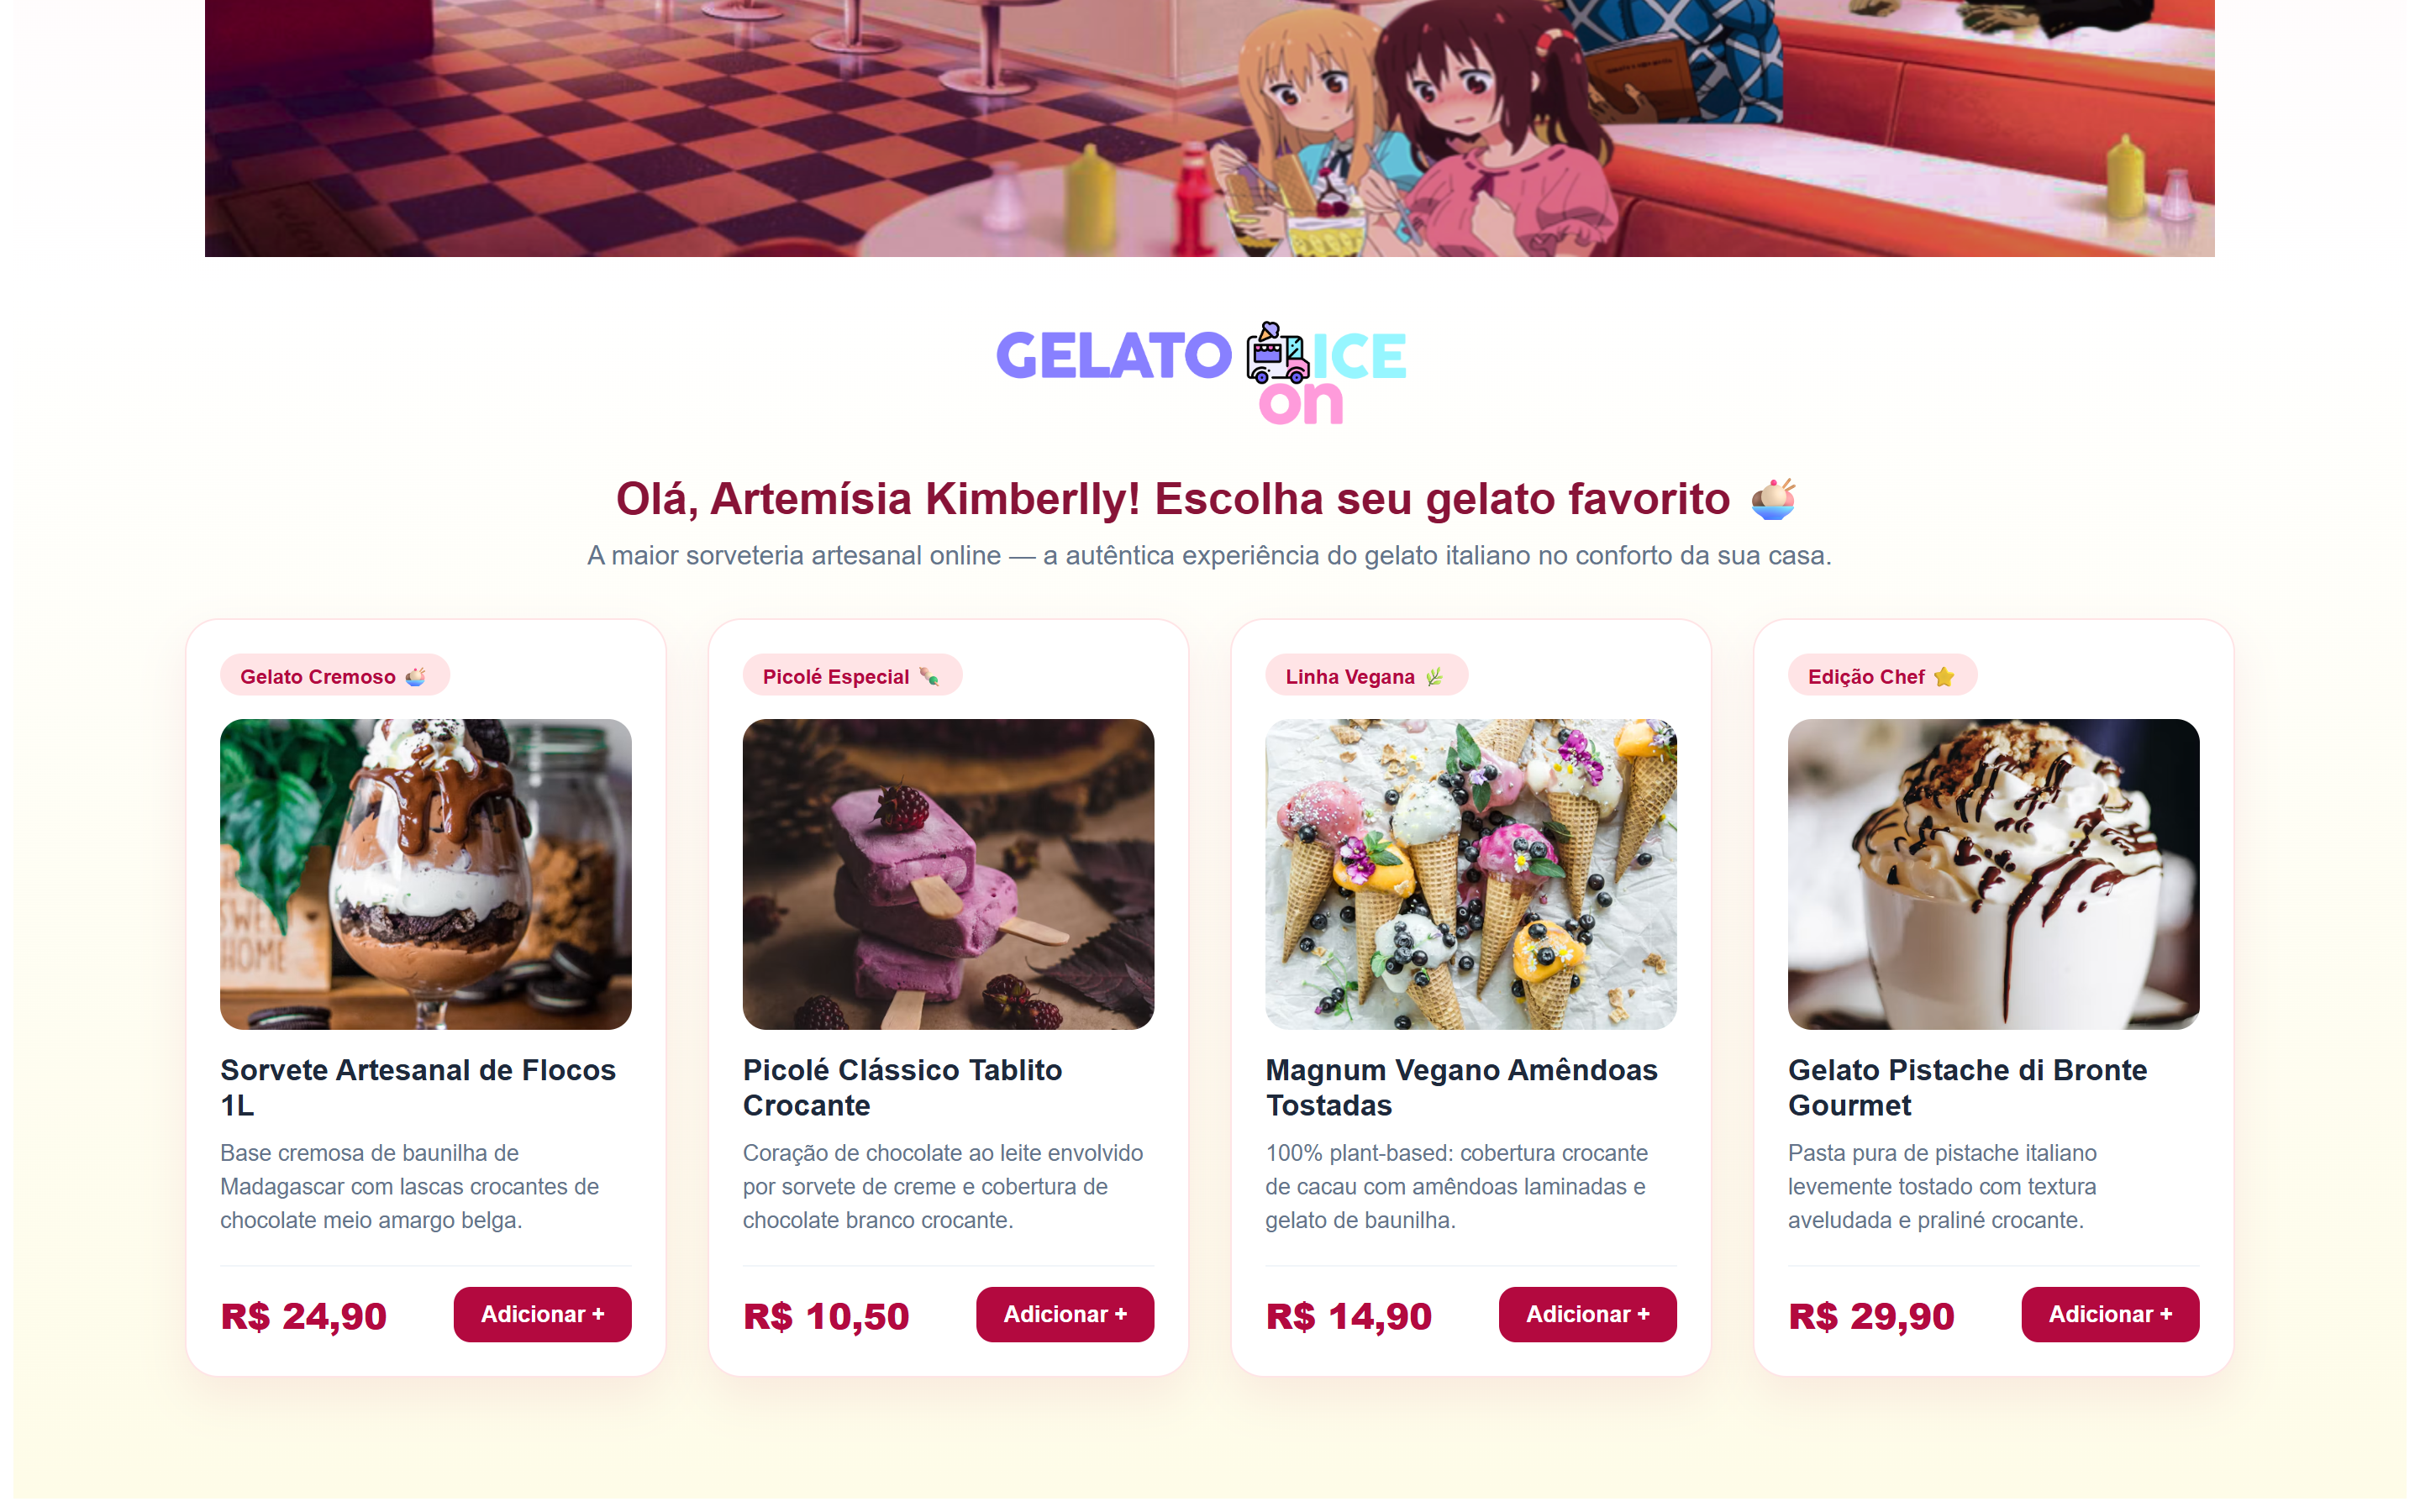 GELATO ICE
on
Olá, Artemísia Kimberlly! Escolha seu gelato favorito 🍨
A maior sorveteria artesanal online — a autêntica experiência do gelato italiano no conforto da sua casa.
Gelato Cremoso 🍨
Picolé Especial 🍡
Linha Vegana 🌿
Edição Chef ⭐
SWEET
HOME
Sorvete Artesanal de Flocos
1L
Base cremosa de baunilha de
Madagascar com lascas crocantes de
chocolate meio amargo belga.
R$ 24,90
Adicionar +
Picolé Clássico Tablito
Crocante
Coração de chocolate ao leite envolvido
por sorvete de creme e cobertura de
chocolate branco crocante.
R$ 10,50
Adicionar +
Magnum Vegano Amêndoas
Tostadas
100% plant-based: cobertura crocante
de cacau com amêndoas laminadas e
gelato de baunilha.
R$ 14,90
Adicionar +
Gelato Pistache di Bronte
Gourmet
Pasta pura de pistache italiano
levemente tostado com textura
aveludada e praliné crocante.
R$ 29,90
Adicionar +